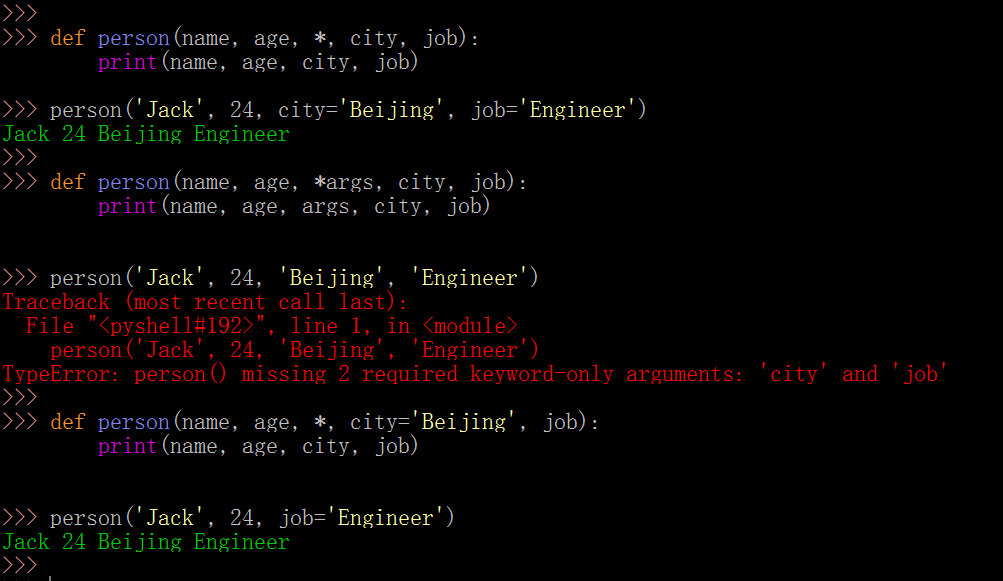 >>>
>>> def person(name, age, *, city, job):
        print(name, age, city, job)
>>> person('Jack', 24, city='Beijing', job='Engineer')
Jack 24 Beijing Engineer
>>>
>>> def person(name, age, *args, city, job):
        print(name, age, args, city, job)
>>> person('Jack', 24, 'Beijing', 'Engineer')
Traceback (most recent call last):
  File "<pyshell#192>", line 1, in <module>
    person('Jack', 24, 'Beijing', 'Engineer')
TypeError: person() missing 2 required keyword-only arguments: 'city' and 'job'
>>>
>>> def person(name, age, *, city='Beijing', job):
        print(name, age, city, job)
>>> person('Jack', 24, job='Engineer')
Jack 24 Beijing Engineer
>>>